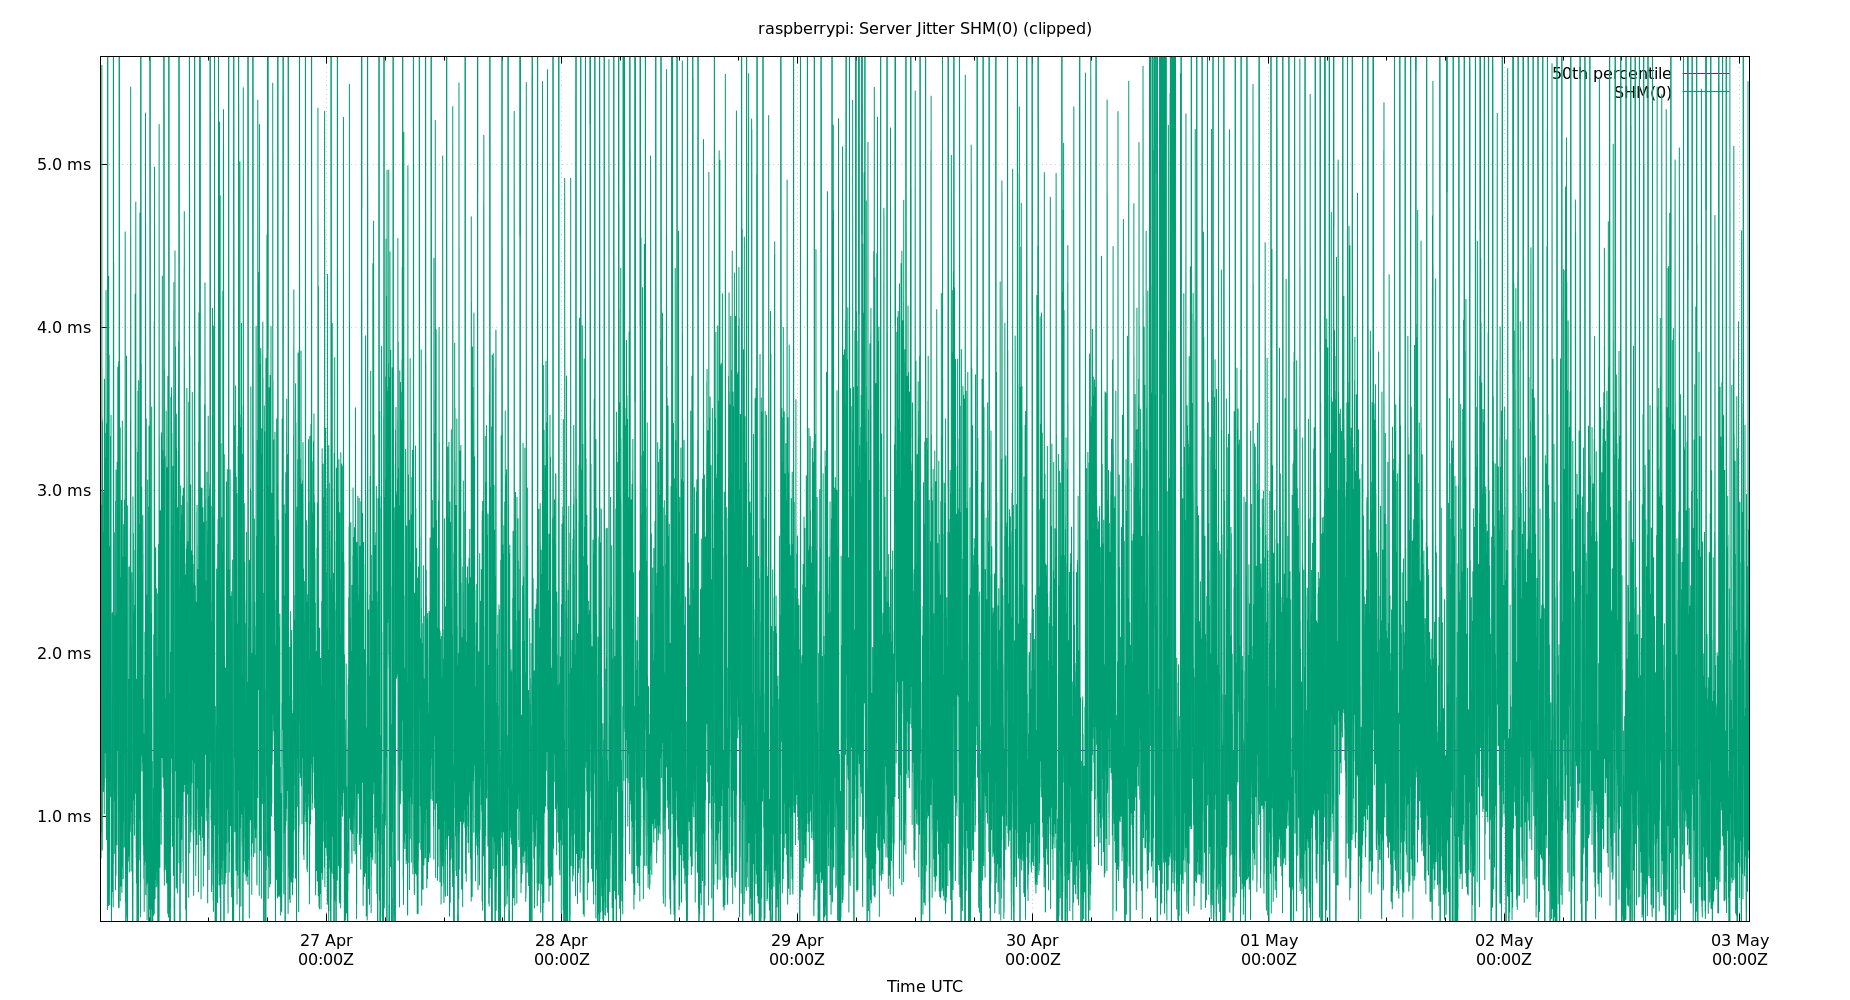 raspberrypi: Server Jitter SHM(0) (clipped)
50th percentile
SHM(0)
5.0 ms
4.0 ms
3.0 ms
2.0 ms
1.0 ms
27 Apr
00:00Z
28 Apr
00:00Z
29 Apr
00:00Z
30 Apr
00:00Z
01 May
00:00Z
02 May
00:00Z
03 May
00:00Z
Time UTC